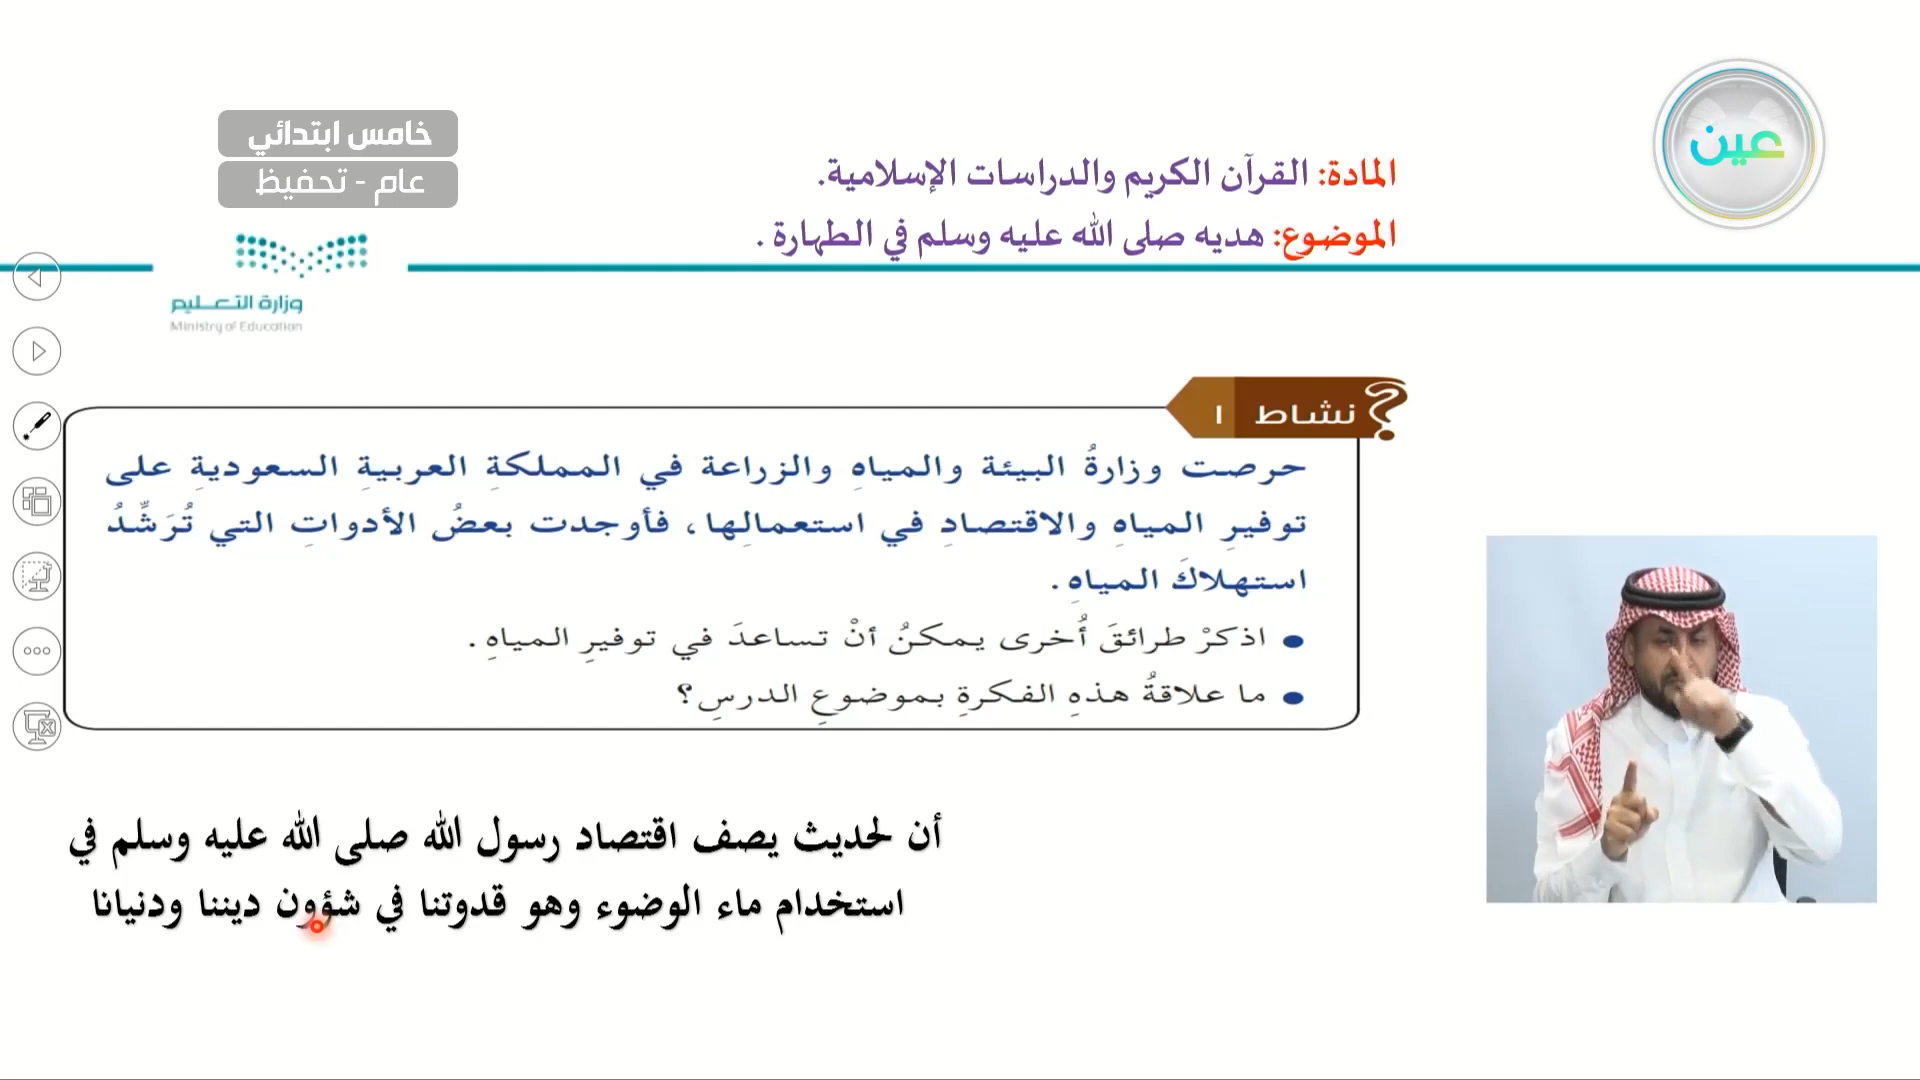 عين
خامس ابتدائي
عام - تحفيظ
المادة: القرآن الكريم والدراسات الإسلامية.
الموضوع: هديه صلى الله عليه وسلم في الطهارة .
وزارة التعليم
Ministry of Education
نشاط ١
حرصت وزارةُ البيئة والمياهِ والزراعة في المملكةِ العربيةِ السعوديةِ على
توفيرِ المياهِ والاقتصادِ في استعمالِها، فأوجدت بعضُ الأدواتِ التي تُرَشِّدُ
استهلاكَ المياهِ.
● اذكرْ طرائقَ أُخرى يمكنُ أنْ تساعدَ في توفيرِ المياهِ.
● ما علاقةُ هذهِ الفكرةِ بموضوعِ الدرسِ؟
أن لحديث يصف اقتصاد رسول الله صلى الله عليه وسلم في
استخدام ماء الوضوء وهو قدوتنا في شؤون ديننا ودنيانا